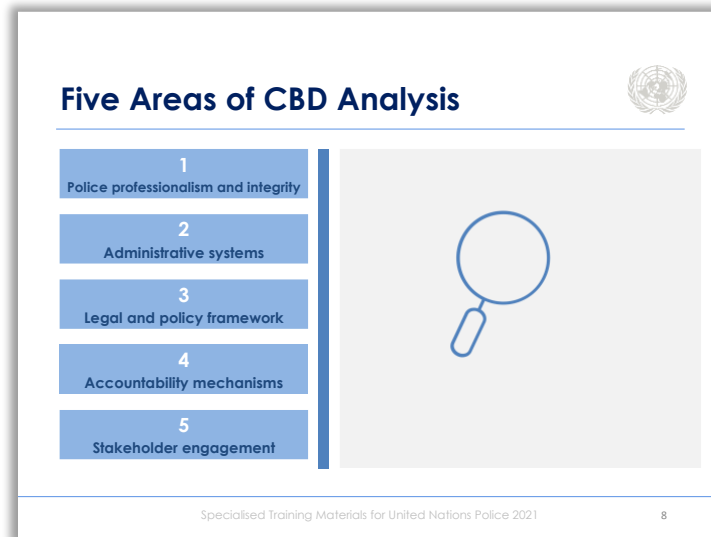 Five Areas of CBD Analysis
1
Police professionalism and integrity
2
Administrative systems
3
Legal and policy framework
4
Accountability mechanisms
5
Stakeholder engagement
Specialised Training Materials for United Nations Police 2021
8